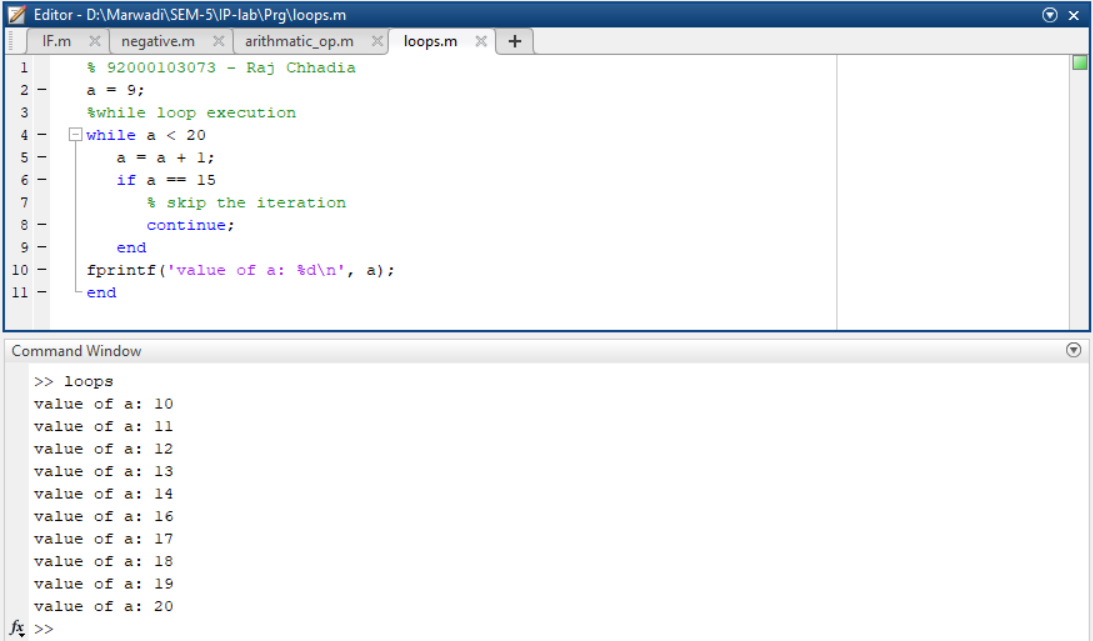 Editor - D:\Marwadi\SEM-5\IP-lab\Prg\loops.m
IF.m negative.m arithmatic_op.m loops.m +
1 % 92000103073 - Raj Chhadia
2 - a = 9;
3 %while loop execution
4 - while a < 20
5 - a = a + 1;
6 - if a == 15
7 % skip the iteration
8 - continue;
9 - end
10 - fprintf('value of a: %d\n', a);
11 - end
Command Window
>> loops
value of a: 10
value of a: 11
value of a: 12
value of a: 13
value of a: 14
value of a: 16
value of a: 17
value of a: 18
value of a: 19
value of a: 20
fx >>